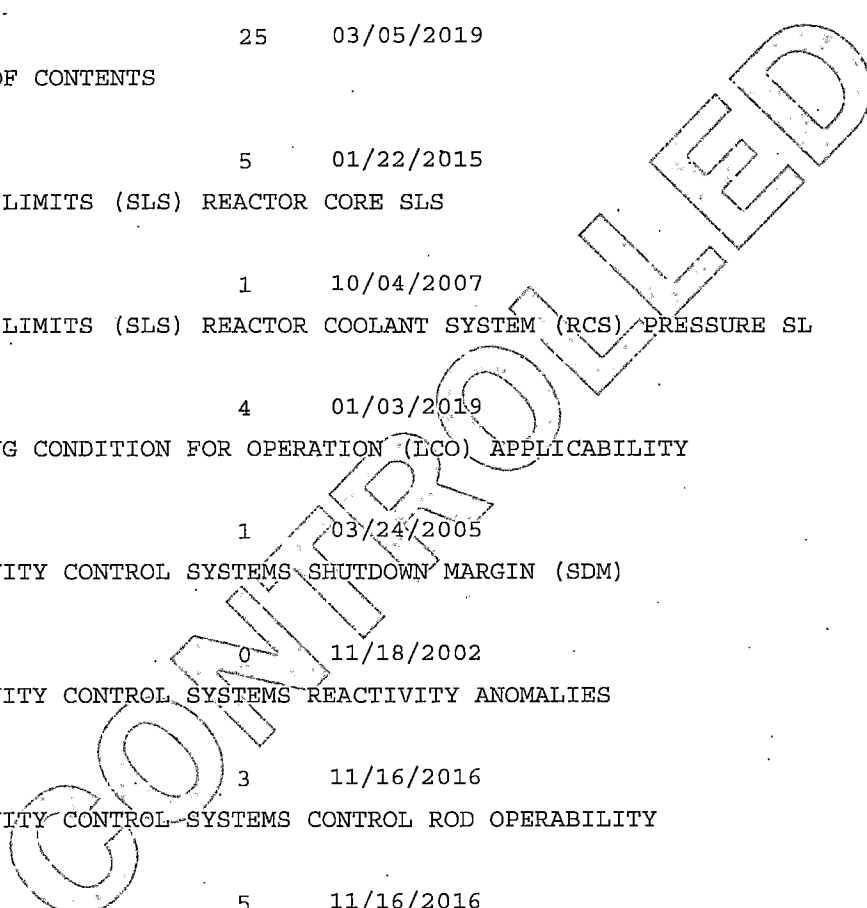 25 03/05/2019
OF CONTENTS
5 01/22/2015
LIMITS (SLS) REACTOR CORE SLS
1 10/04/2007
LIMITS (SLS) REACTOR COOLANT SYSTEM (RCS) PRESSURE SL
4 01/03/2019
G CONDITION FOR OPERATION (LCO) APPLICABILITY
1 03/24/2005
ITY CONTROL SYSTEMS SHUTDOWN MARGIN (SDM)
0 11/18/2002
ITY CONTROL SYSTEMS REACTIVITY ANOMALIES
3 11/16/2016
ITY CONTROL SYSTEMS CONTROL ROD OPERABILITY
5 11/16/2016
CONTROLLED